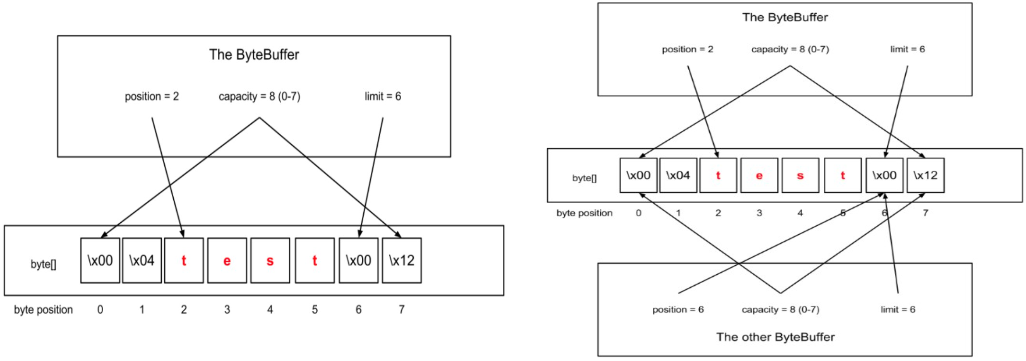 The ByteBuffer
position = 2 capacity = 8 (0-7) limit = 6
byte[] \x00 \x04 t e s t \x00 \x12
byte position 0 1 2 3 4 5 6 7
The ByteBuffer
position = 2 capacity = 8 (0-7) limit = 6
byte[] \x00 \x04 t e s t \x00 \x12
byte position 0 1 2 3 4 5 6 7
position = 6 capacity = 8 (0-7) limit = 6
The other ByteBuffer